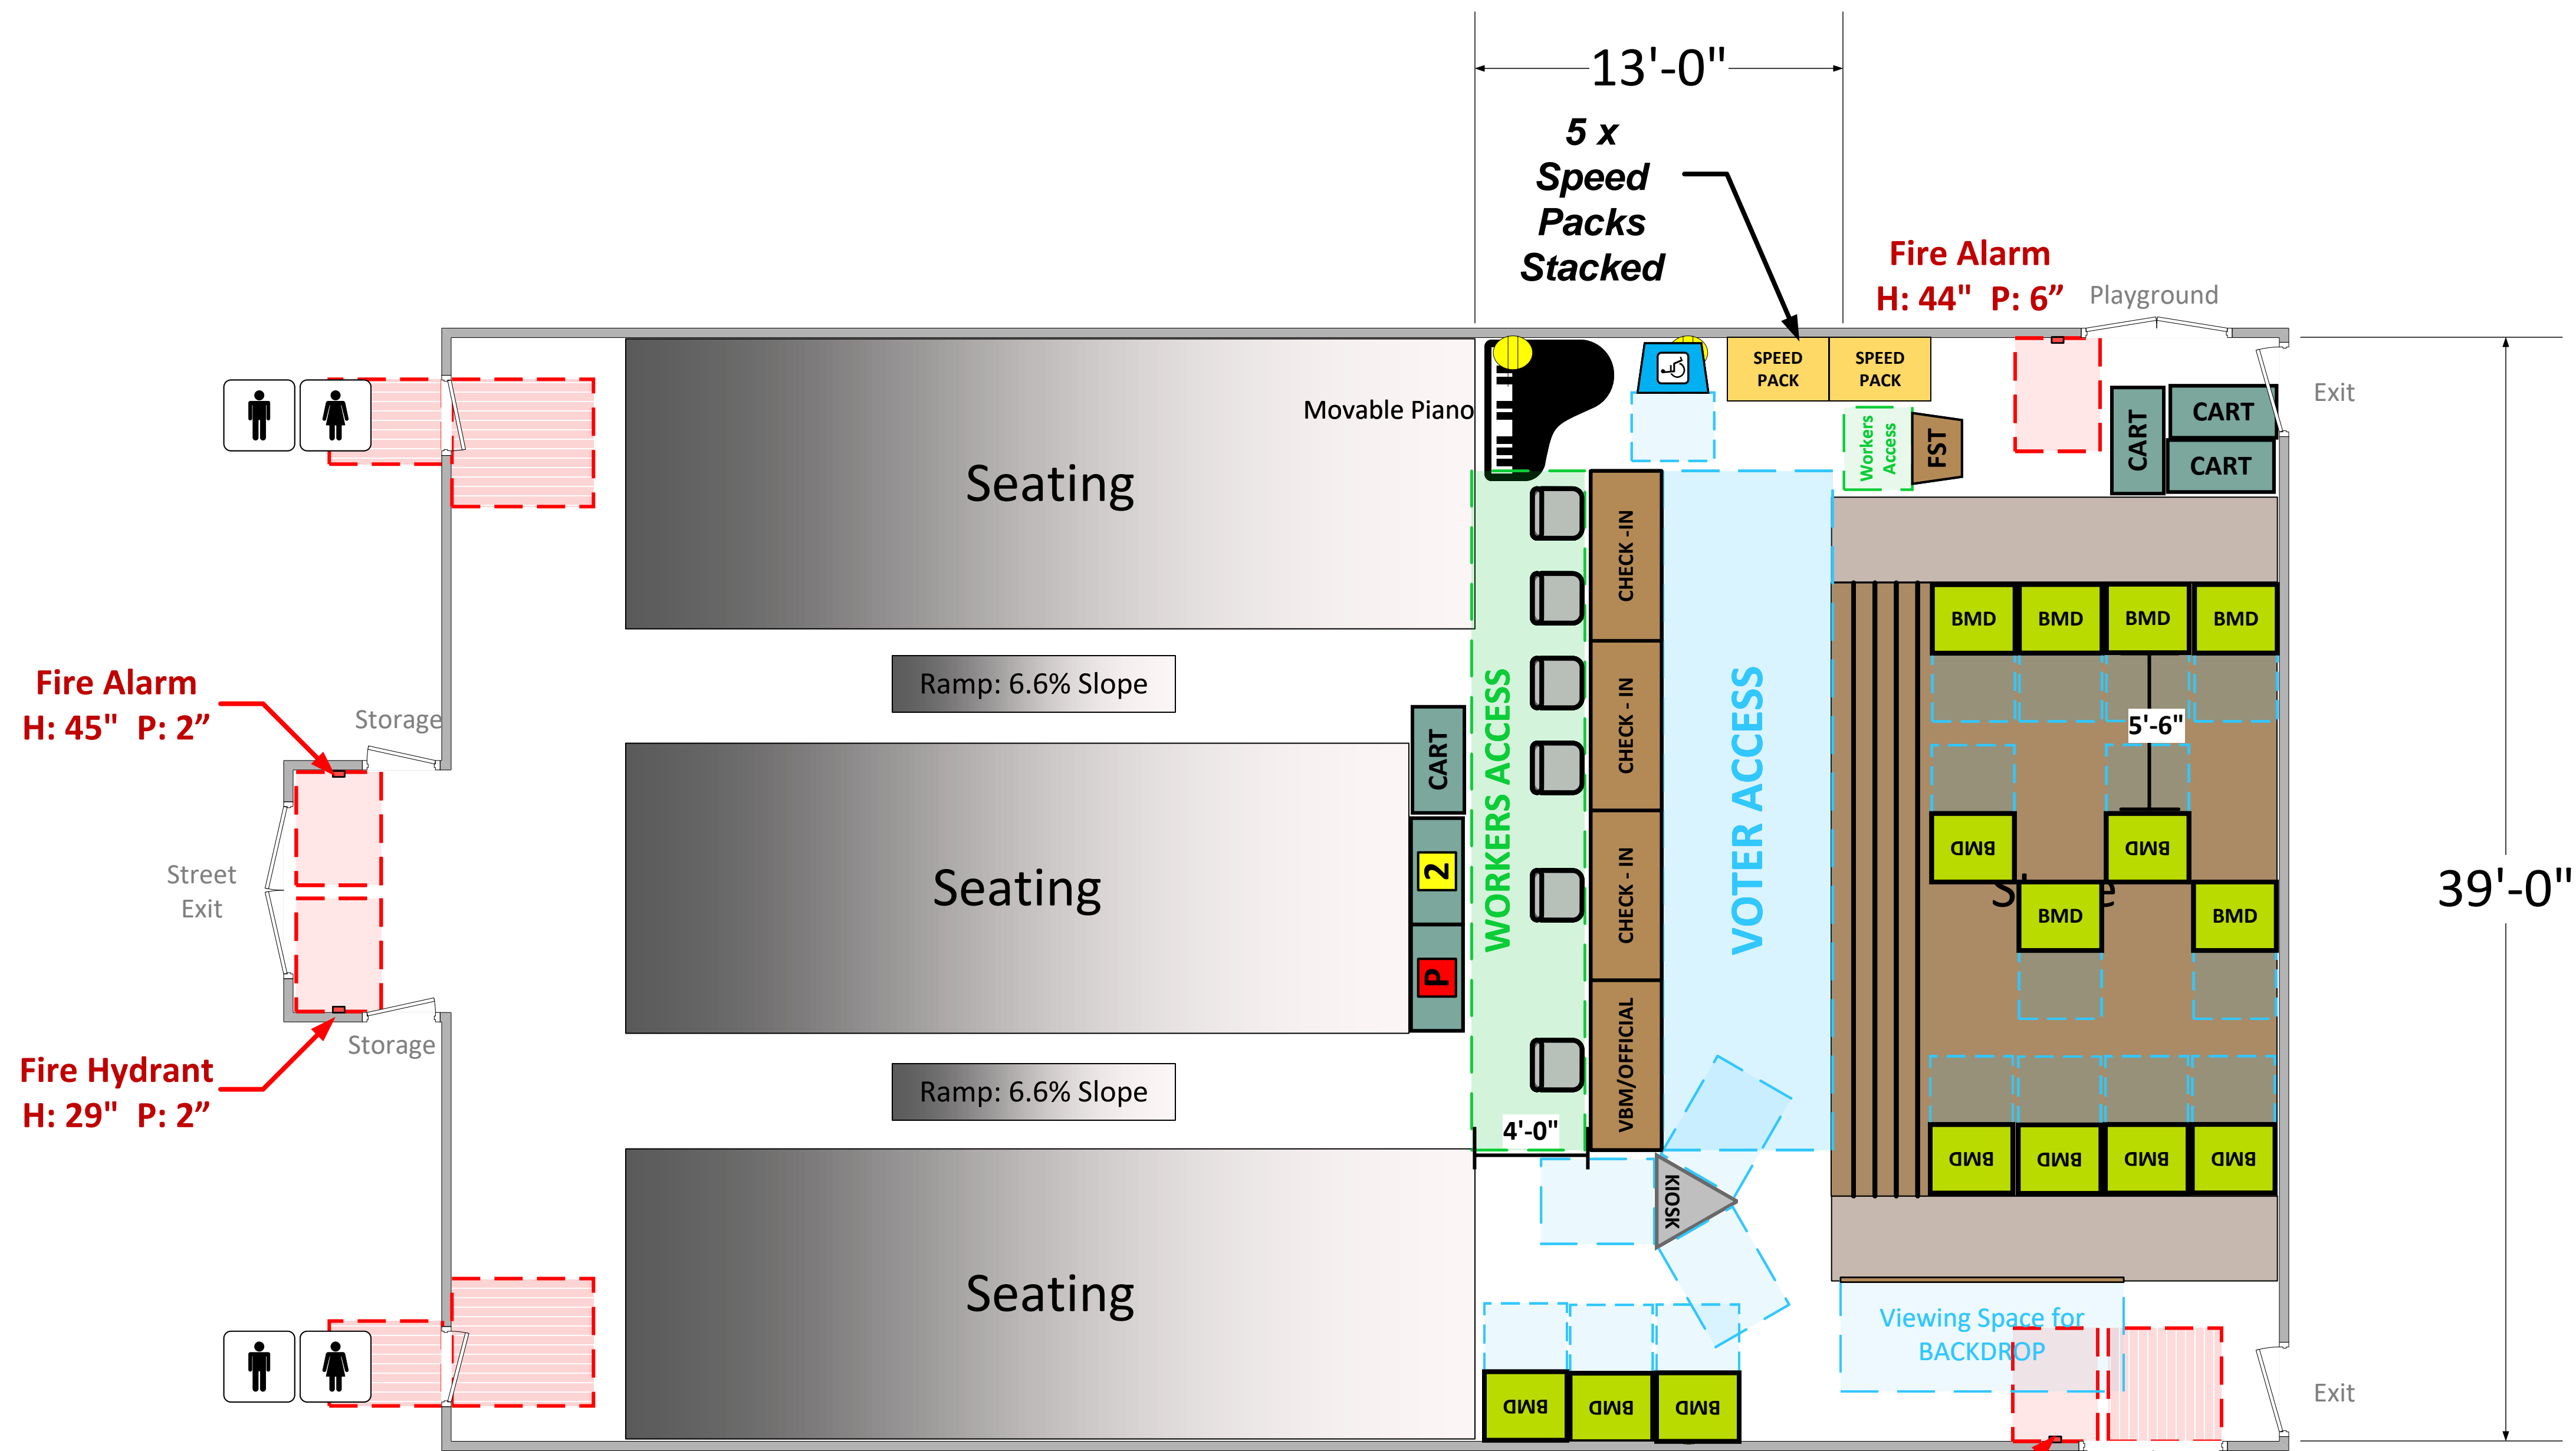 13'-0"
5 x
Speed
Packs
Stacked
Fire Alarm
H: 44"  P: 6”
Playground
SPEED
PACK
SPEED
PACK
Exit
Movable Piano
Workers
Access
FST
CART
CART
CART
Seating
CHECK -IN
BMD
BMD
BMD
BMD
Ramp: 6.6% Slope
Fire Alarm
H: 45"  P: 2”
Storage
WORKERS ACCESS
CHECK - IN
VOTER ACCESS
5'-6"
CART
2
P
Street
Exit
Seating
CHECK - IN
BMD
BMD
BMD
BMD
39'-0"
Storage
Fire Hydrant
H: 29"  P: 2”
Ramp: 6.6% Slope
VBM/OFFICIAL
4'-0"
BMD
BMD
BMD
BMD
KIOSK
Seating
Viewing Space for
BACKDROP
BMD
BMD
BMD
Exit